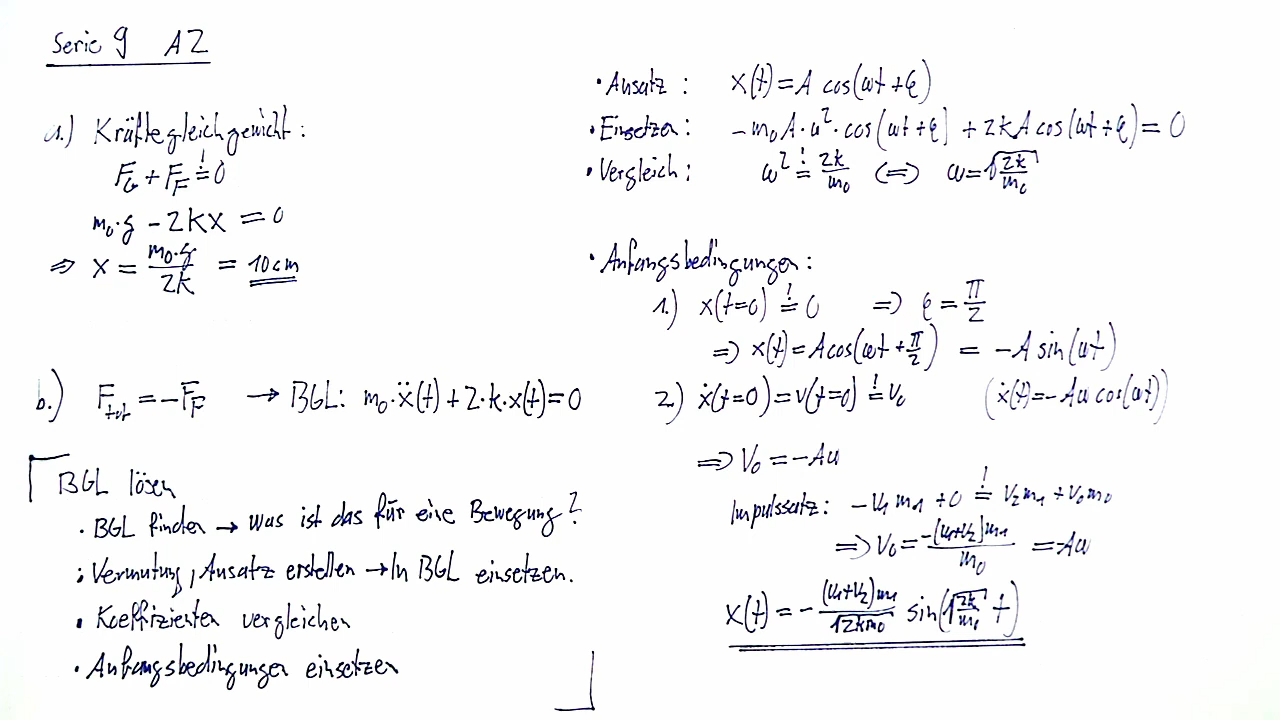 Serie 9 A2
a.) Kräftegleichgewicht:
F_G + F_F =! 0
m₀·g - 2kx = 0
⇒ x = m₀·g / 2k = 10cm
b.) F_tot = -F_F → BGL: m₀·ẍ(t) + 2·k·x(t) = 0
BGL lösen
· BGL finden → Was ist das für eine Bewegung?
· Vermutung, Ansatz erstellen → In BGL einsetzen.
· Koeffizienten vergleichen
· Anfangsbedingungen einsetzen
· Ansatz: x(t) = A cos(ωt+φ)
· Einsetzen: -m₀A·ω²·cos(ωt+φ) + 2kA cos(ωt+φ) = 0
· Vergleich: ω² =! 2k/m₀ ⟺ ω = √(2k/m₀)
· Anfangsbedingungen:
1.) x(t=0) =! 0 ⇒ φ = π/2
⇒ x(t) = A cos(ωt + π/2) = -A sin(ωt)
2.) ẋ(t=0) = v(t=0) =! v₀ (ẋ(t) = -Aω cos(ωt))
⇒ v₀ = -Aω
Impulssatz: -v₁m₁ + 0 =! v₂m₁ + v₀m₀
⇒ v₀ = -(v₁+v₂)m₁ / m₀ = -Aω
x(t) = - (v₁+v₂)m₁ / √(2km₀) sin(√(2k/m₀) t)